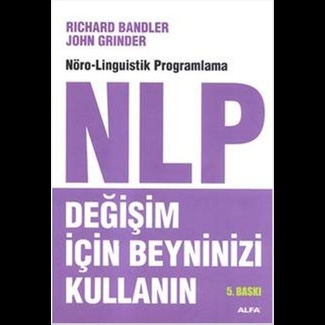 RICHARD BANDLER
JOHN GRINDER
Nöro-Linguistik Programlama
NLP
DEĞİŞİM
İÇİN BEYNİNİZİ
KULLANIN
5. BASKI
ALFA